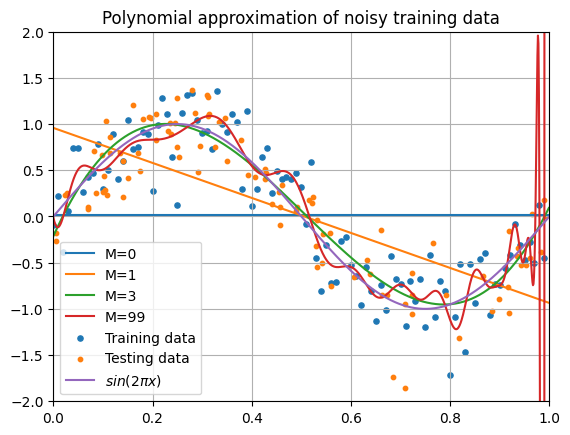 Polynomial approximation of noisy training data
2.0
1.5
1.0
0.5
0.0
−0.5
−1.0
−1.5
−2.0
M=0
M=1
M=3
M=99
Training data
Testing data
sin(2πx)
0.0 0.2 0.4 0.6 0.8 1.0